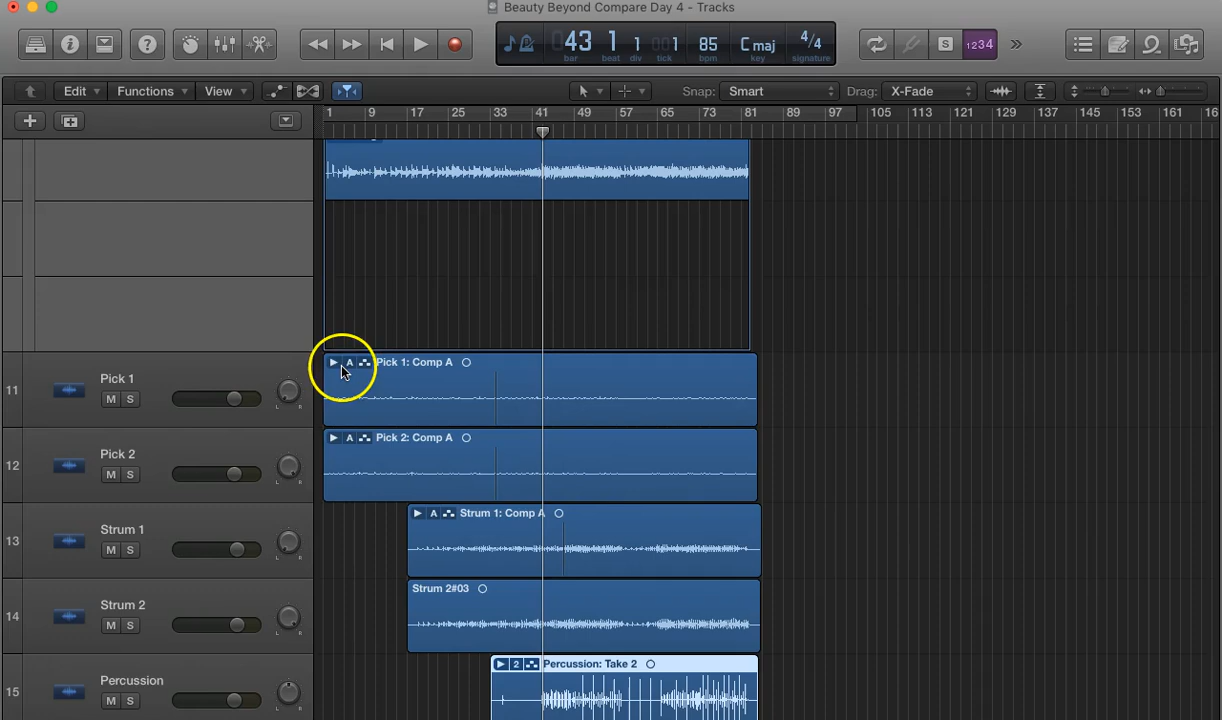 Beauty Beyond Compare Day 4 - Tracks
043 1 1 001 85 C maj 4/4
bar beat div tick bpm key signature
S 1234
Edit Functions View Snap: Smart Drag: X-Fade
1 9 17 25 33 41 49 57 65 73 81 89 97 105 113 121 129 137 145 153 161 16
A Pick 1: Comp A
11 Pick 1
M S L R
A Pick 2: Comp A
12 Pick 2
M S L R
A Strum 1: Comp A
13 Strum 1
M S L R
Strum 2#03
14 Strum 2
M S L R
2 Percussion: Take 2
15 Percussion
M S L R